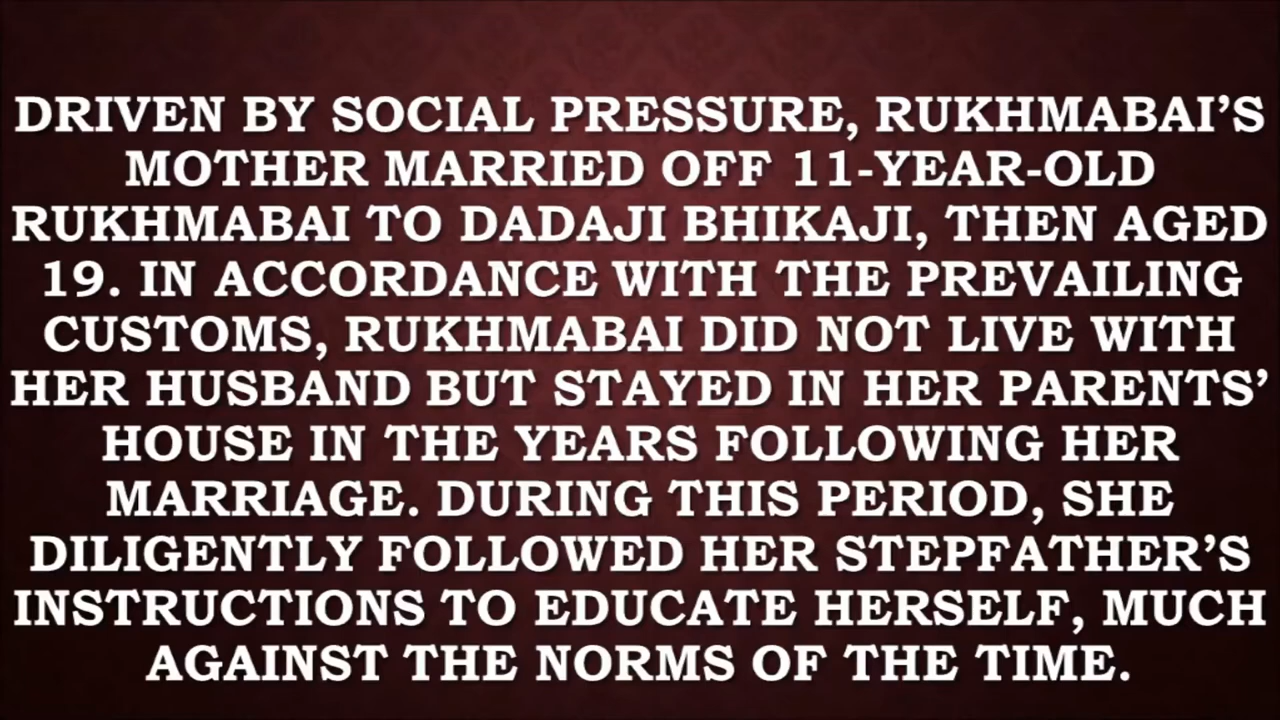 DRIVEN BY SOCIAL PRESSURE, RUKHMABAI’S
MOTHER MARRIED OFF 11-YEAR-OLD
RUKHMABAI TO DADAJI BHIKAJI, THEN AGED
19. IN ACCORDANCE WITH THE PREVAILING
CUSTOMS, RUKHMABAI DID NOT LIVE WITH
HER HUSBAND BUT STAYED IN HER PARENTS’
HOUSE IN THE YEARS FOLLOWING HER
MARRIAGE. DURING THIS PERIOD, SHE
DILIGENTLY FOLLOWED HER STEPFATHER’S
INSTRUCTIONS TO EDUCATE HERSELF, MUCH
AGAINST THE NORMS OF THE TIME.